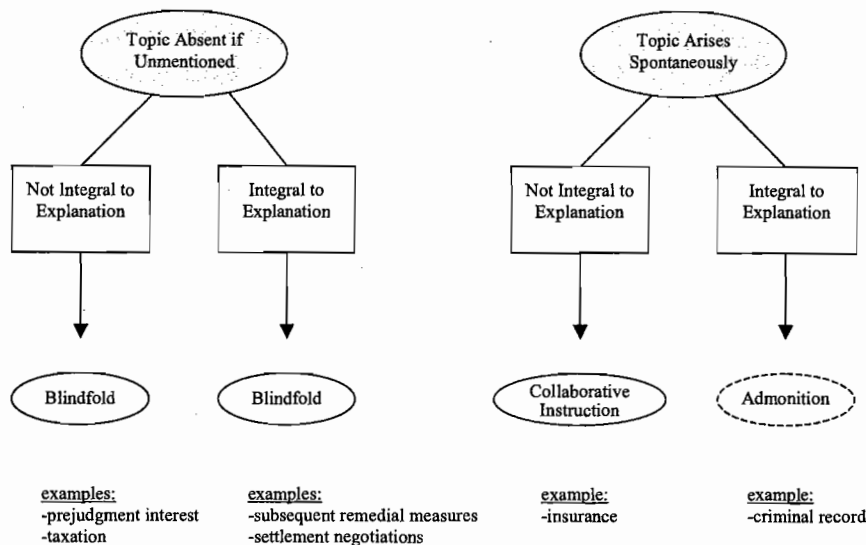 Topic Absent if
Unmentioned
Topic Arises
Spontaneously
Not Integral to
Explanation
Integral to
Explanation
Not Integral to
Explanation
Integral to
Explanation
Blindfold
Blindfold
Collaborative
Instruction
Admonition
examples:
-prejudgment interest
-taxation
examples:
-subsequent remedial measures
-settlement negotiations
example:
-insurance
example:
-criminal record